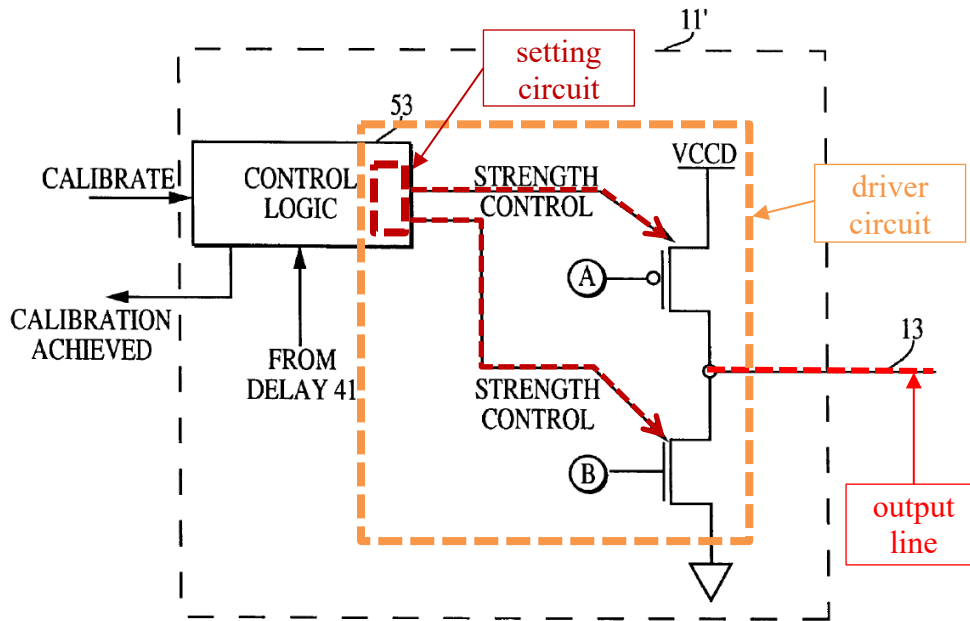 11'
setting
circuit
53
VCCD
CALIBRATE
CONTROL
LOGIC
STRENGTH
CONTROL
driver
circuit
A
CALIBRATION
ACHIEVED
FROM
DELAY 41
13
STRENGTH
CONTROL
B
output
line